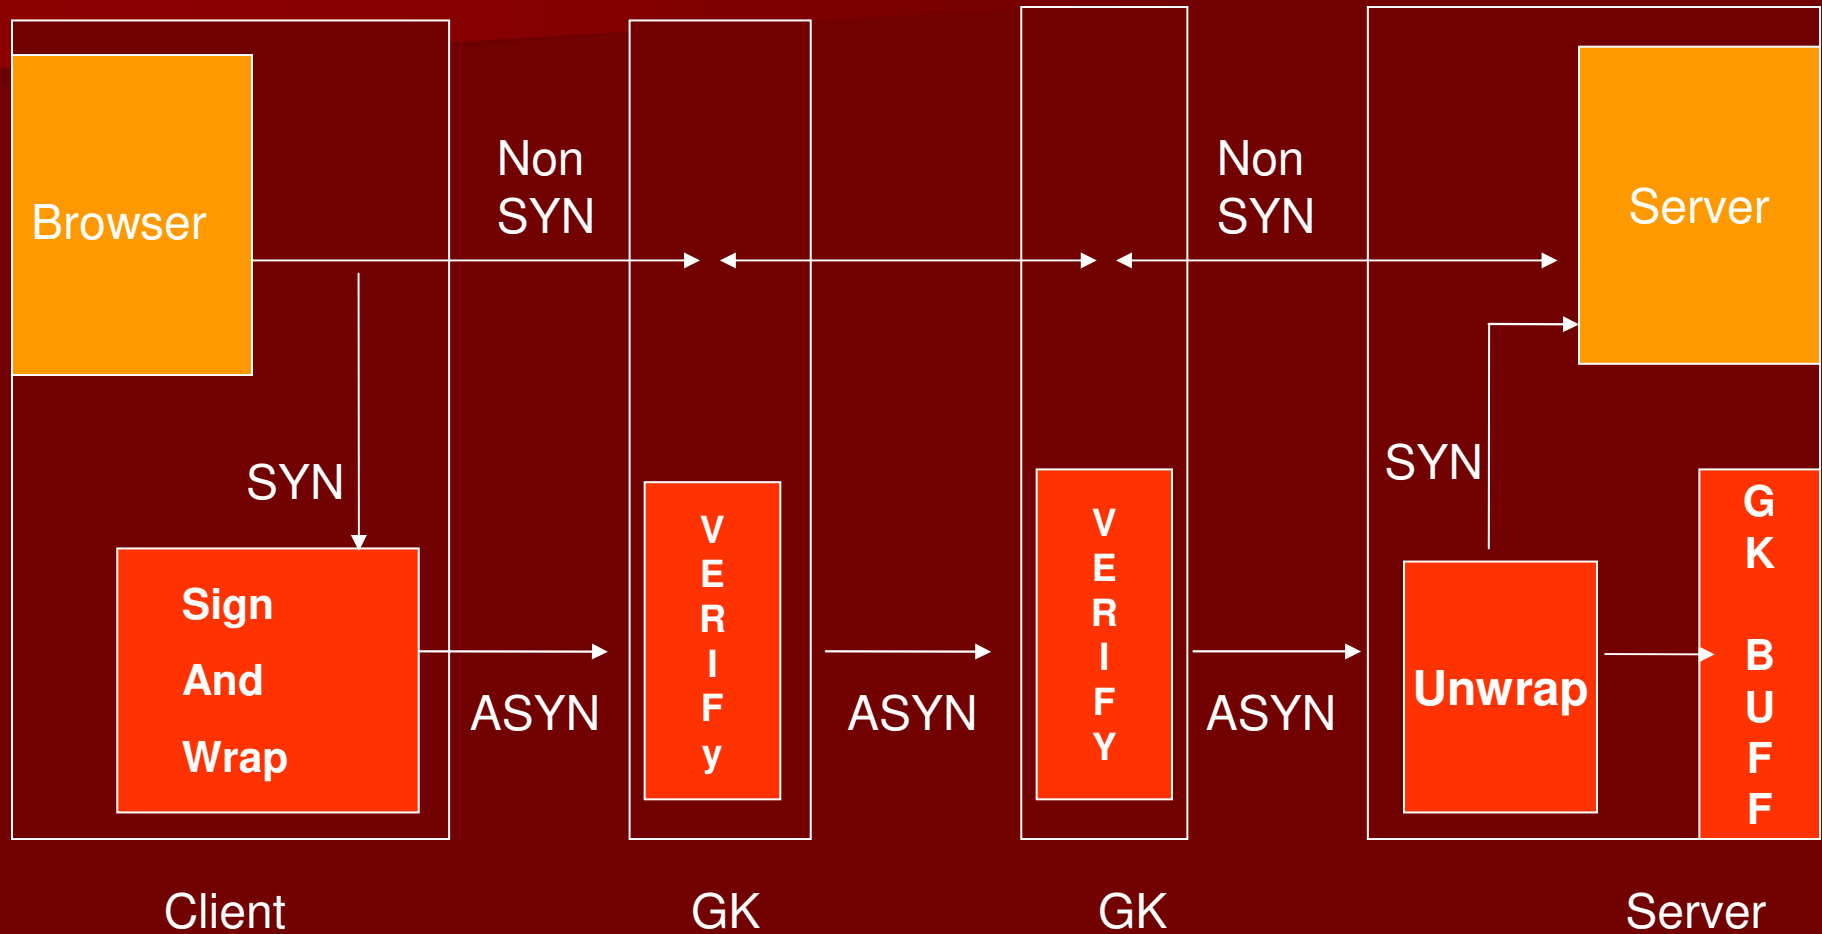 Browser
Non
SYN
Non
SYN
Server
SYN
SYN
Sign
And
Wrap
V
E
R
I
F
y
V
E
R
I
F
Y
Unwrap
G
K
B
U
F
F
ASYN
ASYN
ASYN
Client
GK
GK
Server